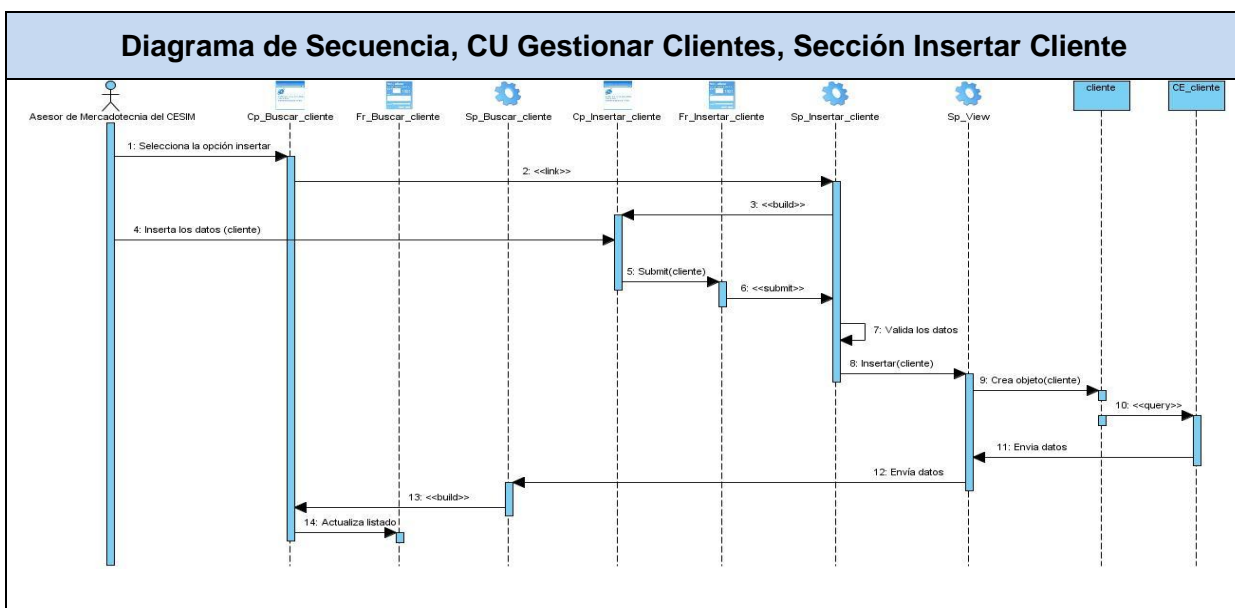 Diagrama de Secuencia, CU Gestionar Clientes, Sección Insertar Cliente
cliente
CE_cliente
Asesor de Mercadotecnia del CESIM
Cp_Buscar_cliente
Fr_Buscar_cliente
Sp_Buscar_cliente
Cp_Insertar_cliente
Fr_Insertar_cliente
Sp_Insertar_cliente
Sp_View
1: Selecciona la opción insertar
2: <<link>>
3: <<build>>
4: Inserta los datos (cliente)
5: Submit(cliente)
6: <<submit>>
7: Valida los datos
8: Insertar(cliente)
9: Crea objeto(cliente)
10: <<query>>
11: Envia datos
12: Envía datos
13: <<build>>
14: Actualiza listado